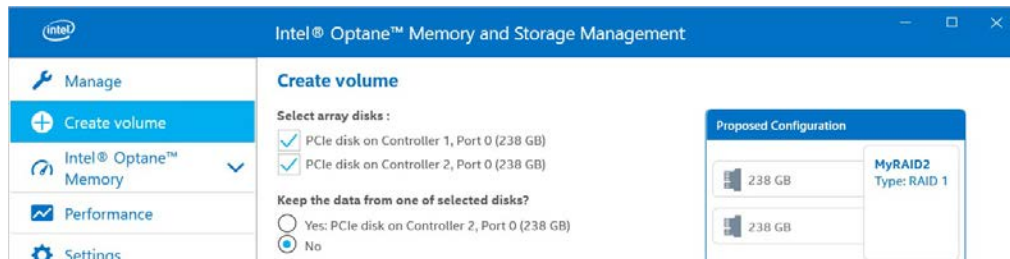 intel
Intel® Optane™ Memory and Storage Management
Manage
Create volume
Intel® Optane™
Memory
Performance
Settings
Create volume
Select array disks :
PCIe disk on Controller 1, Port 0 (238 GB)
PCIe disk on Controller 2, Port 0 (238 GB)
Keep the data from one of selected disks?
Yes: PCIe disk on Controller 2, Port 0 (238 GB)
No
Proposed Configuration
238 GB
238 GB
MyRAID2
Type: RAID 1